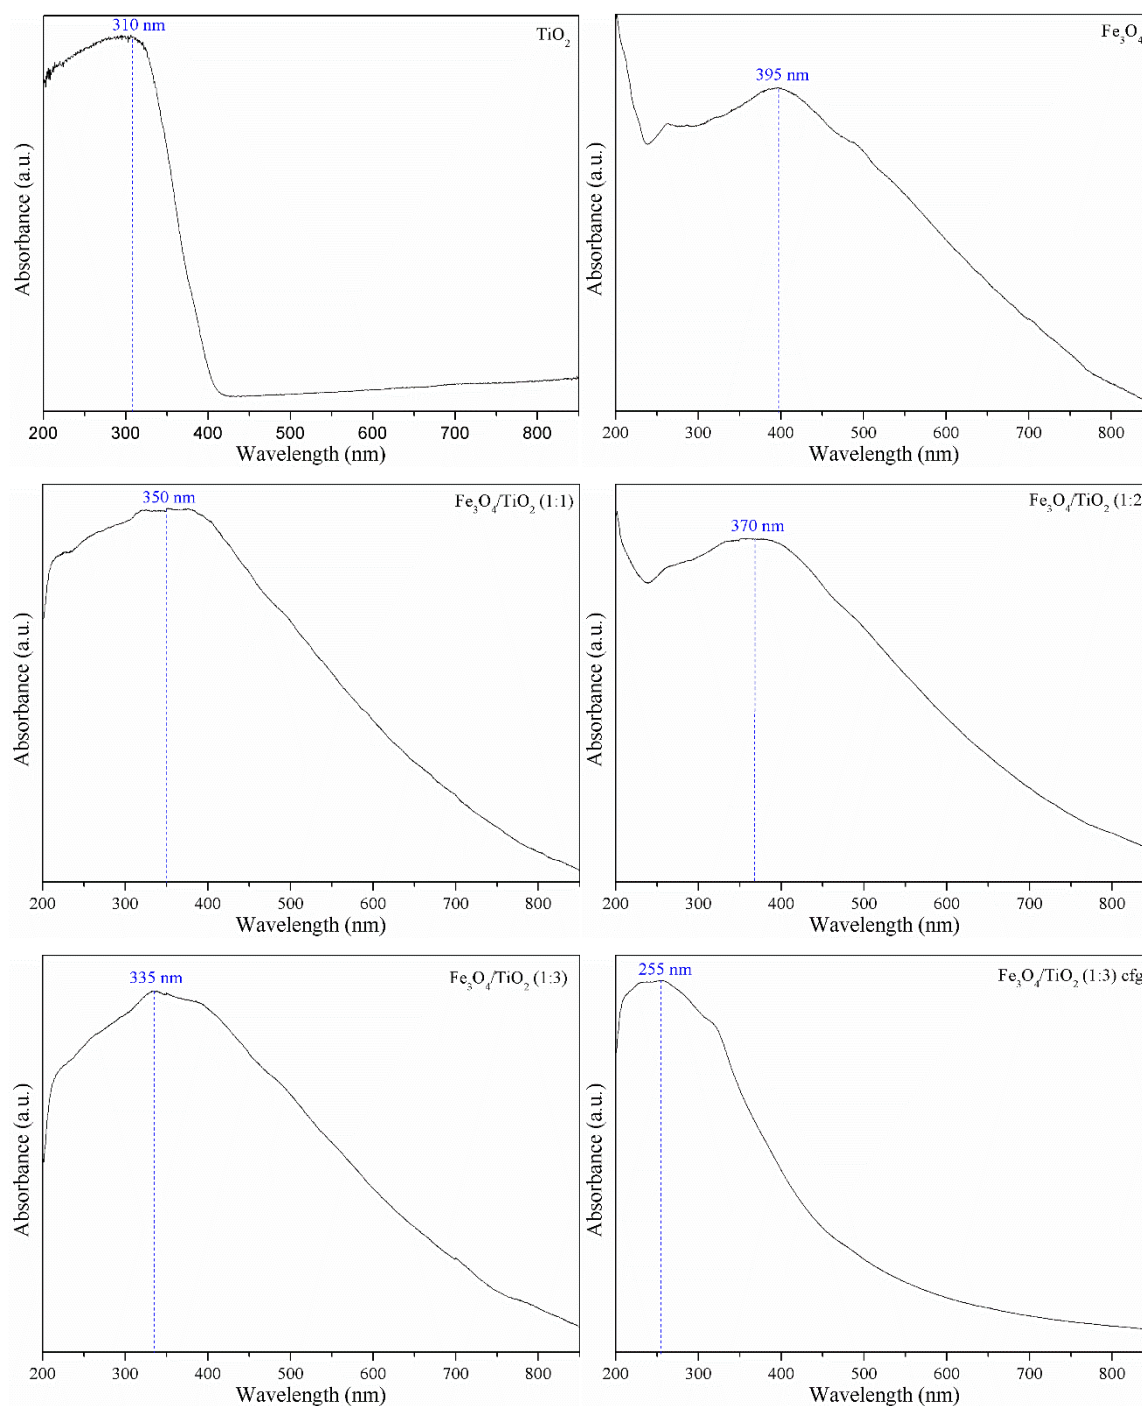 310 nm
TiO₂
Absorbance (a.u.)
200 300 400 500 600 700 800
Wavelength (nm)
395 nm
Fe₃O₄
Absorbance (a.u.)
200 300 400 500 600 700 800
Wavelength (nm)
350 nm
Fe₃O₄/TiO₂ (1:1)
Absorbance (a.u.)
200 300 400 500 600 700 800
Wavelength (nm)
370 nm
Fe₃O₄/TiO₂ (1:2
Absorbance (a.u.)
200 300 400 500 600 700 800
Wavelength (nm)
335 nm
Fe₃O₄/TiO₂ (1:3)
Absorbance (a.u.)
200 300 400 500 600 700 800
Wavelength (nm)
255 nm
Fe₃O₄/TiO₂ (1:3) cfg
Absorbance (a.u.)
200 300 400 500 600 700 800
Wavelength (nm)